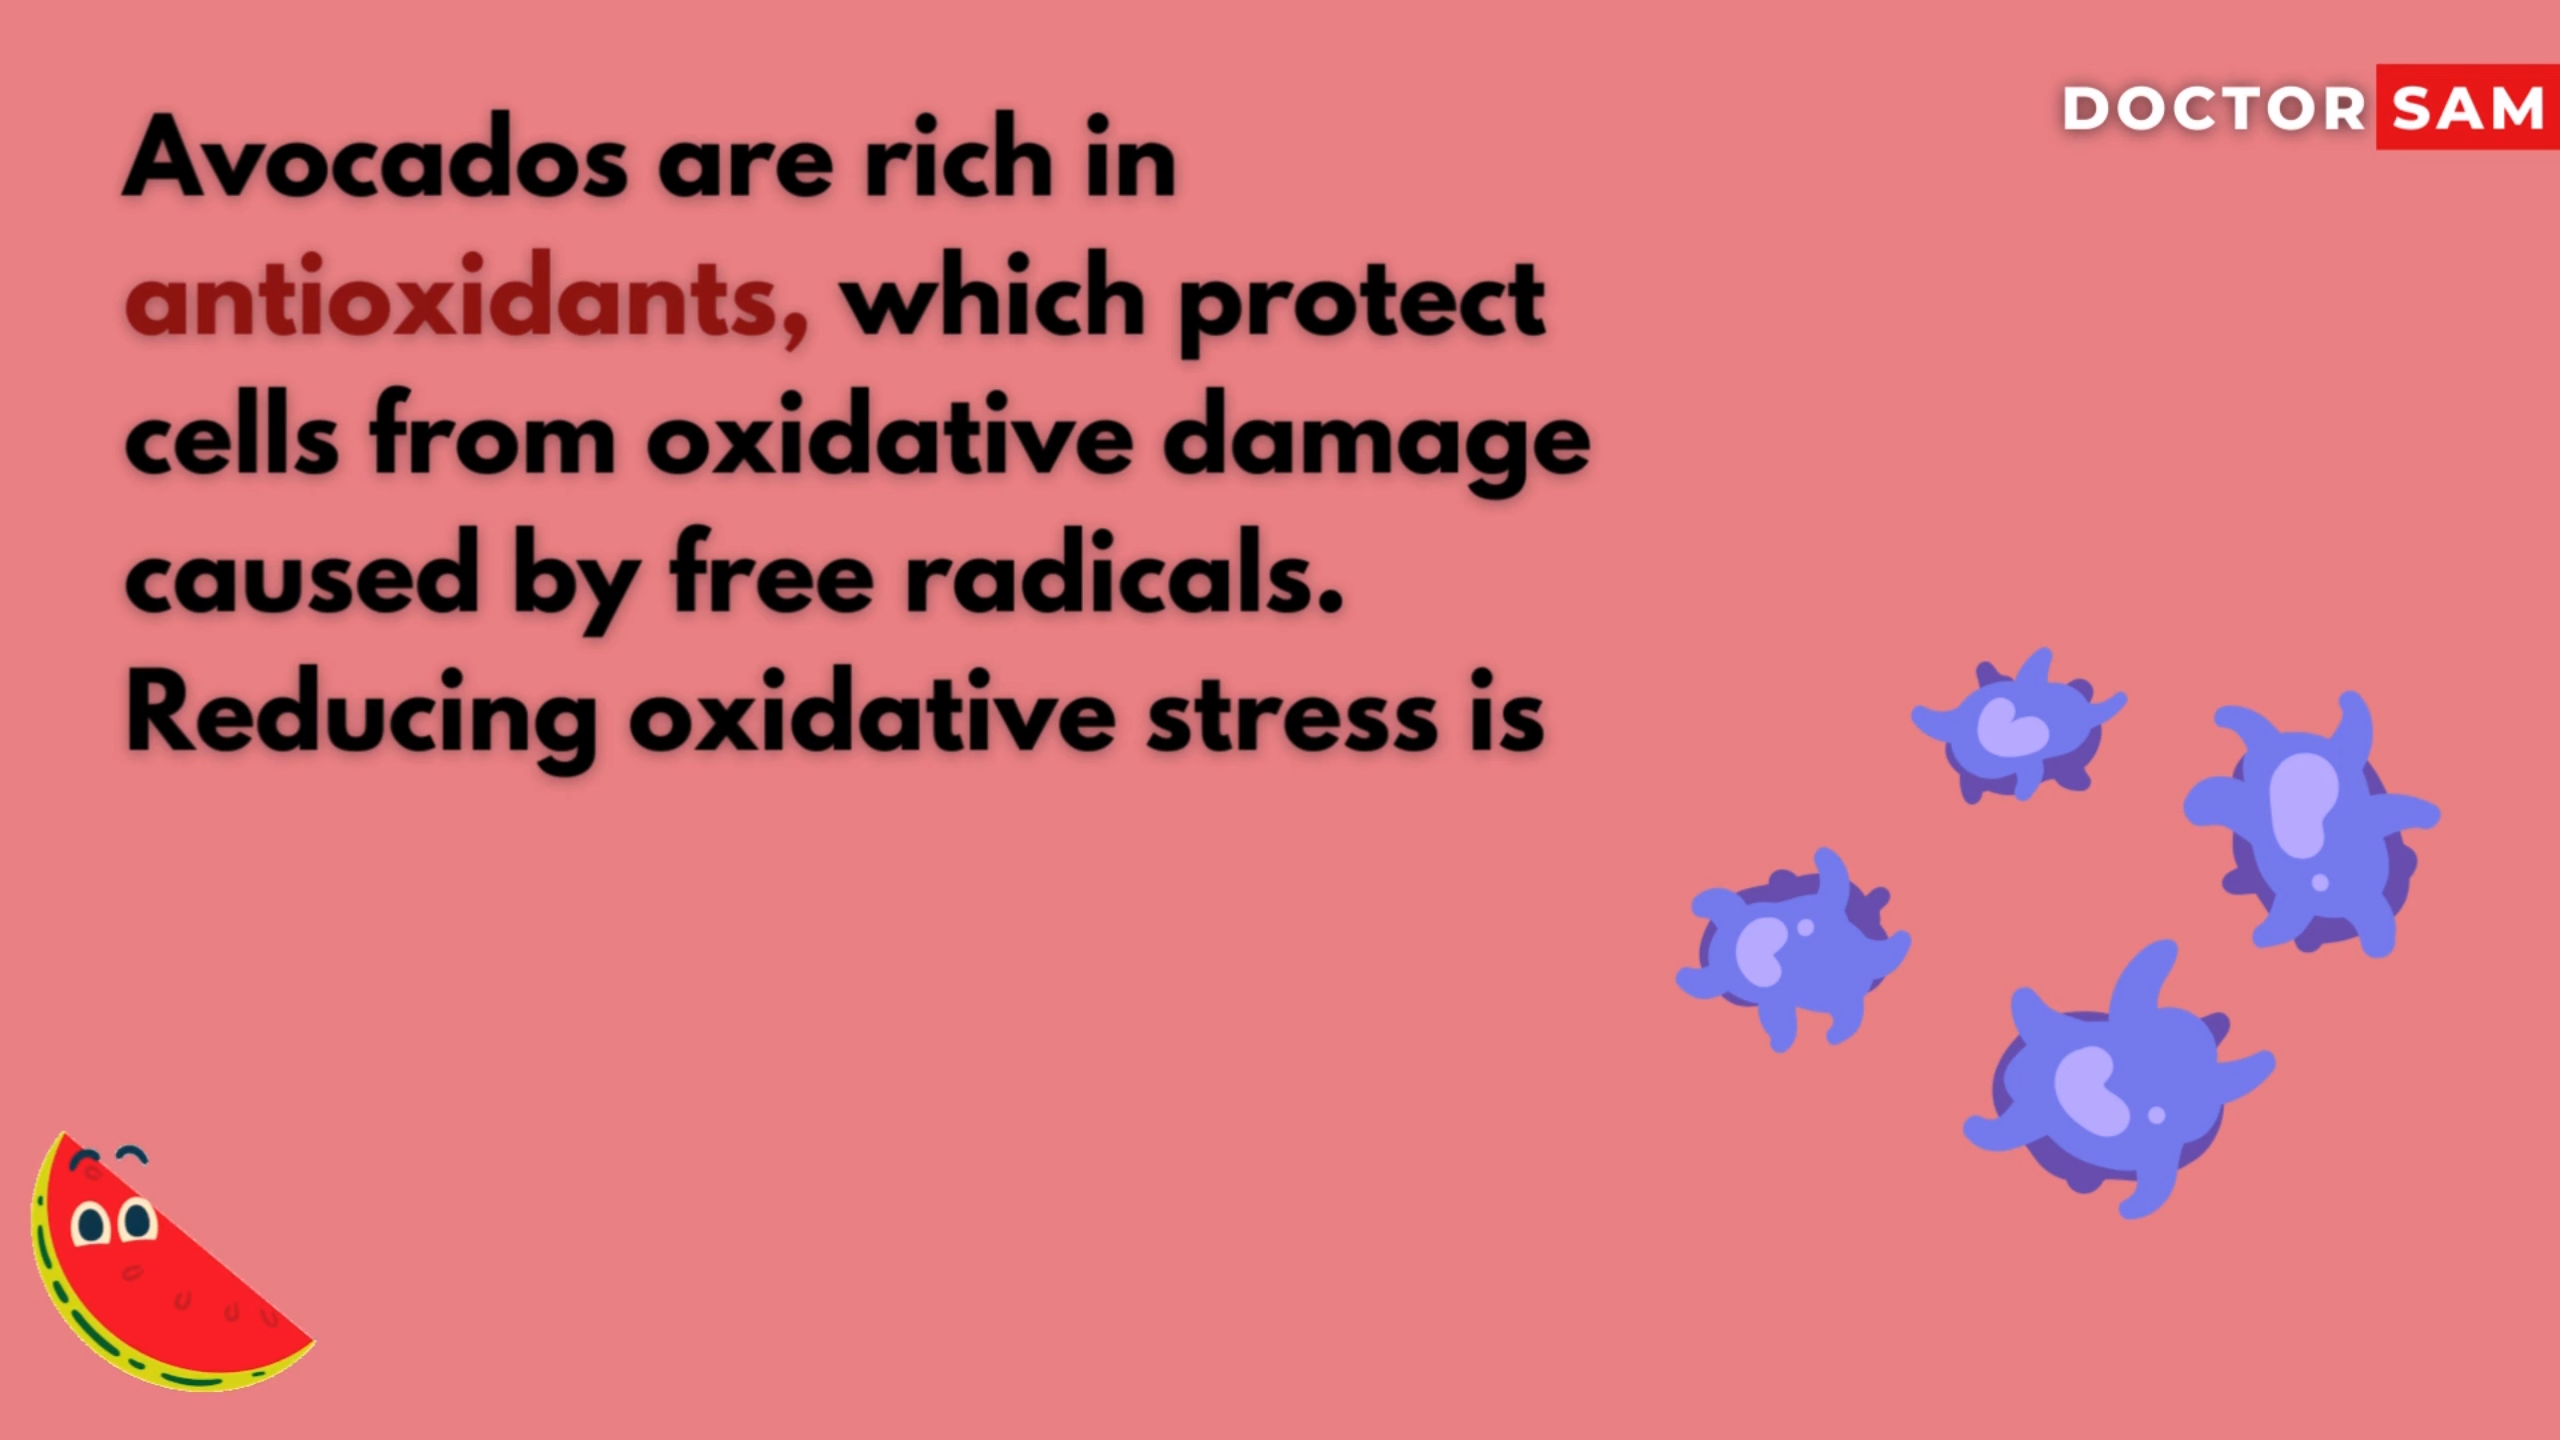 DOCTOR SAM
Avocados are rich in
antioxidants, which protect
cells from oxidative damage
caused by free radicals.
Reducing oxidative stress is